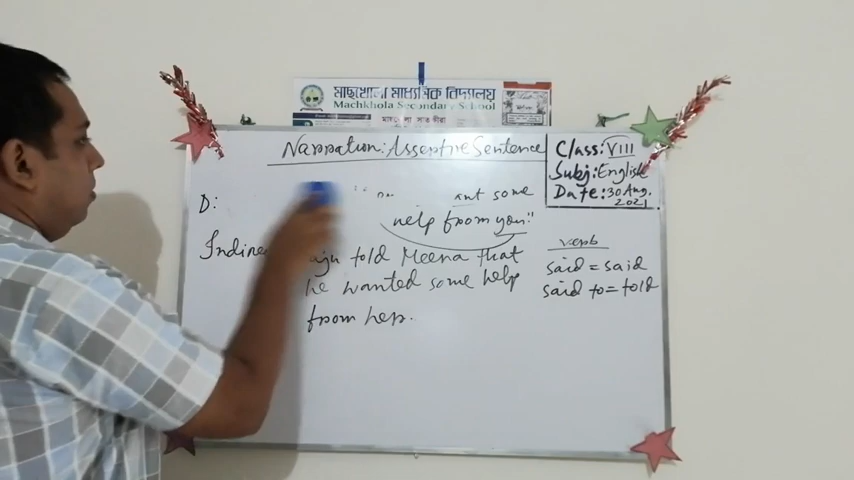 মাছখোলা মাধ্যমিক বিদ্যালয়
Machkhola Secondary School
Narration: Assertive Sentence
Class: VIII
Subj: English
Date: 30 Aug. 2021
D: ant some
help from you"
Indire aju told Meena that
he wanted some help
from her.
verb
said = said
said to = told